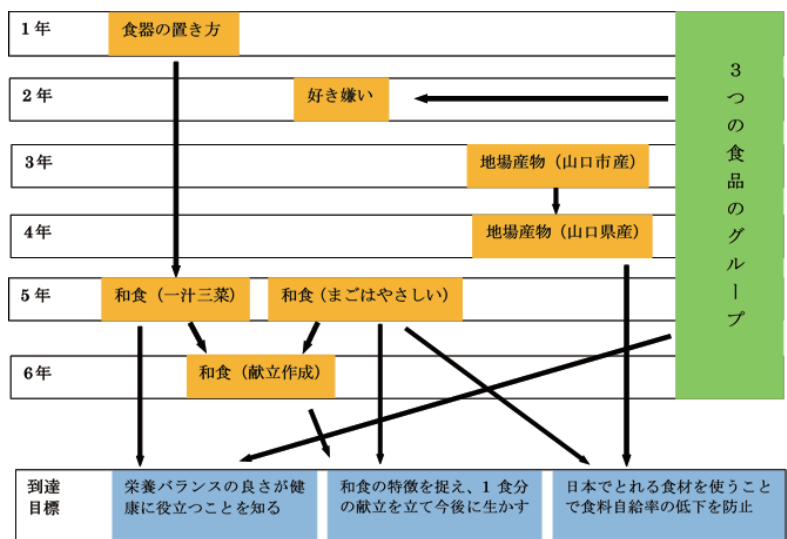 1年
食器の置き方
2年
好き嫌い
3年
地場産物（山口市産）
4年
地場産物（山口県産）
5年
和食（一汁三菜）
和食（まごはやさしい）
6年
和食（献立作成）
3つの食品のグループ
到達
目標
栄養バランスの良さが健
康に役立つことを知る
和食の特徴を捉え、1食分
の献立を立て今後に生かす
日本でとれる食材を使うこと
で食料自給率の低下を防止